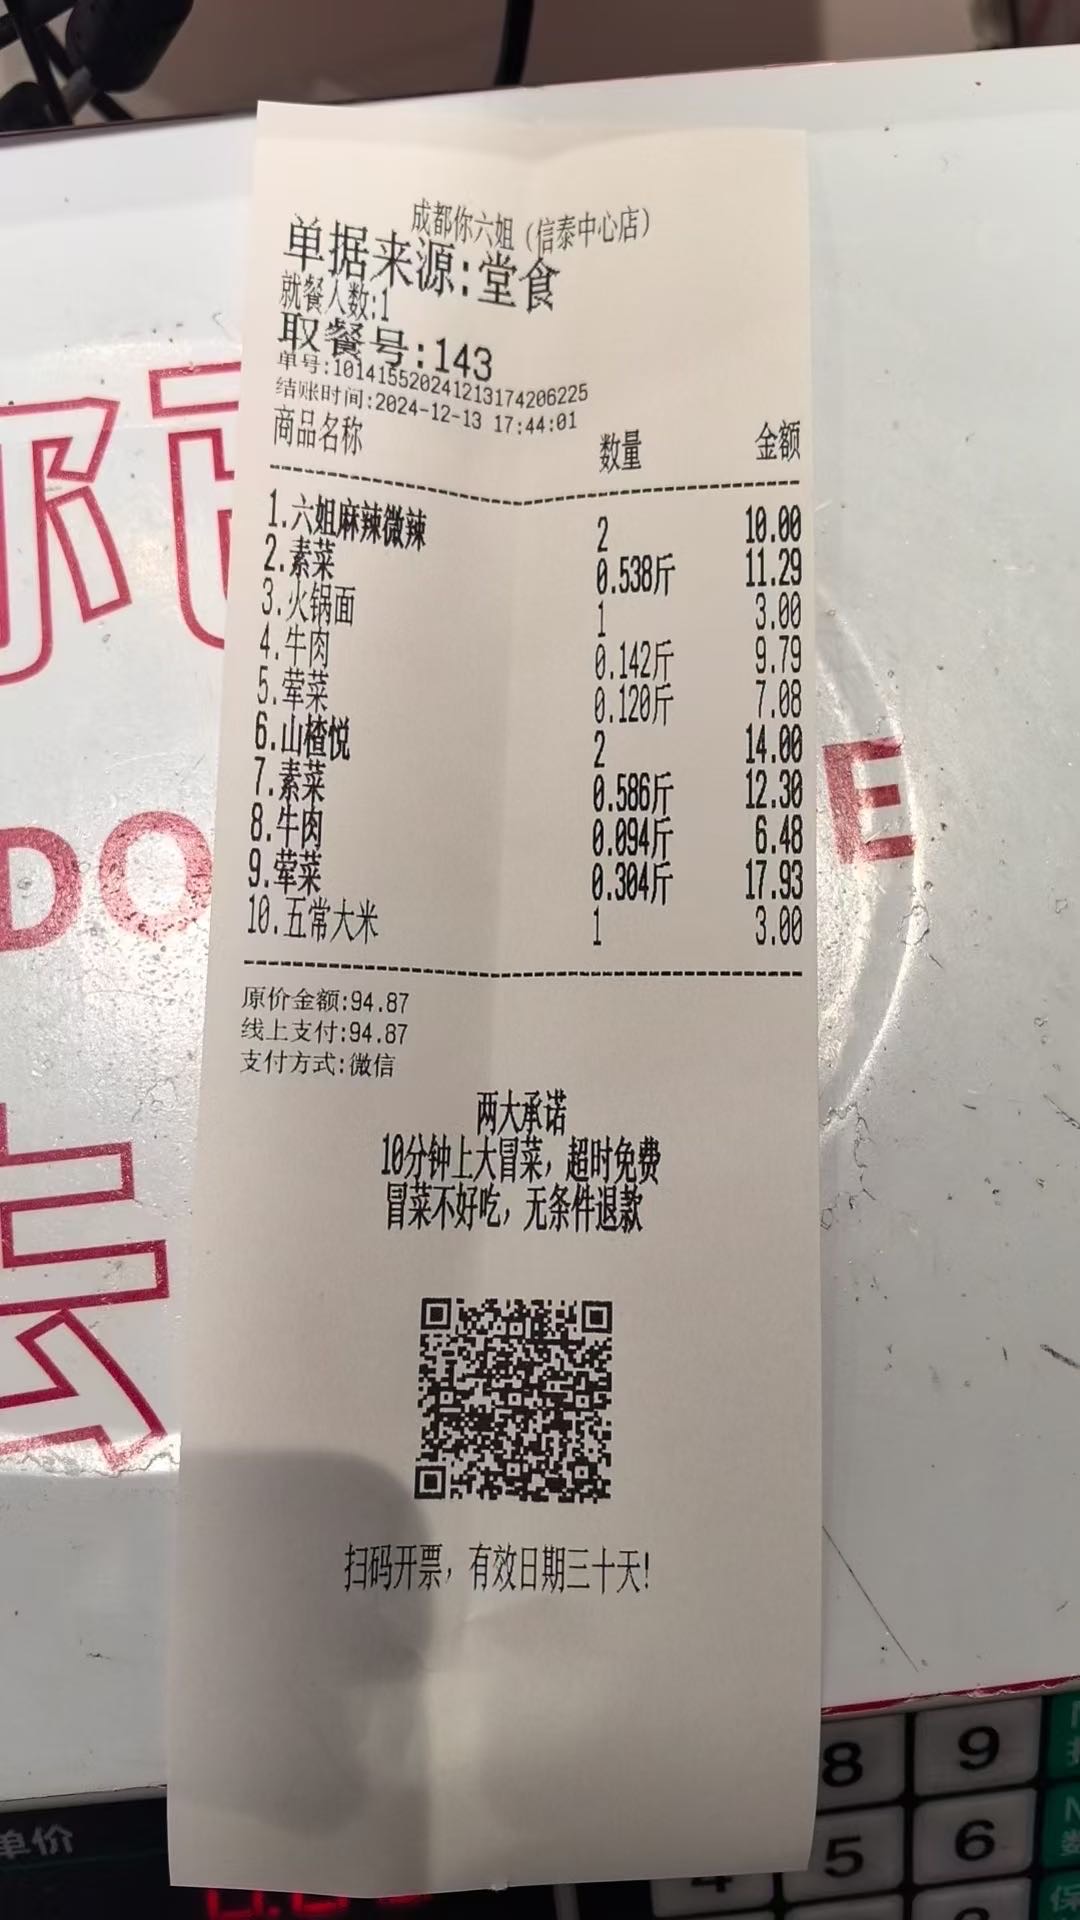 成都你六姐（信泰中心店）
单据来源:堂食
就餐人数:1
取餐号:143
单号:101415520241213174206225
结账时间:2024-12-13 17:44:01
商品名称 数量 金额
1.六姐麻辣微辣 2 10.00
2.素菜 0.538斤 11.29
3.火锅面 1 3.00
4.牛肉 0.142斤 9.79
5.荤菜 0.120斤 7.08
6.山楂悦 2 14.00
7.素菜 0.586斤 12.30
8.牛肉 0.094斤 6.48
9.荤菜 0.304斤 17.93
10.五常大米 1 3.00
原价金额:94.87
线上支付:94.87
支付方式:微信
两大承诺
10分钟上大冒菜，超时免费
冒菜不好吃，无条件退款
扫码开票，有效日期三十天!
DO
E
单价
8 9
5 6
4